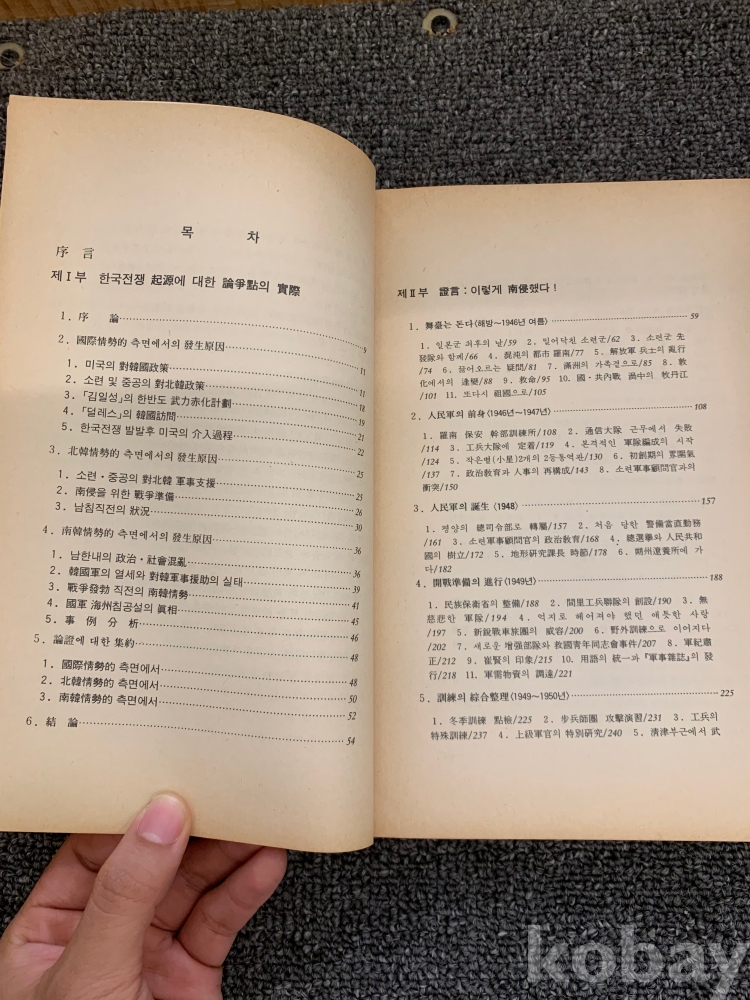 목 차
序 言
제Ⅰ부 한국전쟁 起源에 대한 論爭點의 實際
1. 序 論 9
2. 國際情勢的 측면에서의 發生原因 11
1. 미국의 對韓國政策 11
2. 소련 및 중공의 對北韓政策 18
3. 「김일성」의 한반도 武力赤化計劃 19
4. 「덜레스」의 韓國訪問 21
5. 한국전쟁 발발후 미국의 介入過程 22
3. 北韓情勢的 측면에서의 發生原因 25
1. 소련·중공의 對北韓 軍事支援 25
2. 南侵을 위한 戰爭準備 26
3. 남침직전의 狀況 30
4. 南韓情勢的 측면에서의 發生原因 36
1. 남한내의 政治·社會混亂 36
2. 韓國軍의 열세와 對韓軍事援助의 실태 39
3. 戰爭發勃 직전의 南韓情勢 41
4. 國軍 海州침공설의 眞相 45
5. 事 例 分 析 46
5. 論證에 대한 集約 48
1. 國際情勢的 측면에서 48
2. 北韓情勢的 측면에서 50
3. 南韓情勢的 측면에서 52
6. 結 論 54
제Ⅱ부 證言 : 이렇게 南侵했다!
1. 舞臺는 돈다〈해방~1946년 여름〉 59
1. 일본군 최후의 날/59 2. 밀어닥친 소련군/62 3. 소련군 先
發隊와 함께/66 4. 混沌의 都市 羅南/77 5. 解放軍 兵士의 亂行
/74 6. 끓어오르는 疑問/81 7. 滿洲의 가족곁으로/85 8. 敦
化에서의 逢變/88 9. 救命/95 10. 國·共內戰 渦中의 牧丹江
/101 11. 또다시 祖國으로/105
2. 人民軍의 前身〈1946년~1947년〉 108
1. 羅南 保安 幹部訓練所/108 2. 通信大隊 근무에서 失敗
/114 3. 工兵大隊에 定着/119 4. 본격적인 軍隊編成의 시작
/124 5. 작은별(小星)2개의 2등통역관/130 6. 初創期의 雰圍氣
/137 7. 政治敎育과 人事의 再構成/143 8. 소련軍事顧問官과의
衝突/150
3. 人民軍의 誕生〈1948〉 157
1. 평양의 總司令部로 轉屬/157 2. 처음 당한 警備當直勤務
/161 3. 소련軍事顧問官의 政治敎育/168 4. 總選擧와 人民共和
國의 樹立/172 5. 地形硏究課長 時節/178 6. 朔州療養所에 가
다/182
4. 開戰準備의 進行〈1949년〉 188
1. 民族保衛省의 整備/188 2. 間里工兵聯隊의 創設/190 3. 無
慈悲한 軍隊/194 4. 억지로 헤어져야 했던 애틋한 사랑
/197 5. 新銳戰車旅團의 威容/200 6. 野外訓練으로 이어지다
/202 7. 새로운 增强部隊와 救國靑年同志會事件/207 8. 軍紀肅
正/212 9. 崔賢의 印象/215 10. 用語의 統一과『軍事雜誌』의 發
行/218 11. 軍需物資의 調達/221
5. 訓練의 綜合整理〈1949~1950년〉 225
1. 冬季訓練 點檢/225 2. 步兵師團 攻擊演習/231 3. 工兵의
特殊訓練/237 4. 上級軍官의 特別硏究/240 5. 淸津부근에서 武
kobay